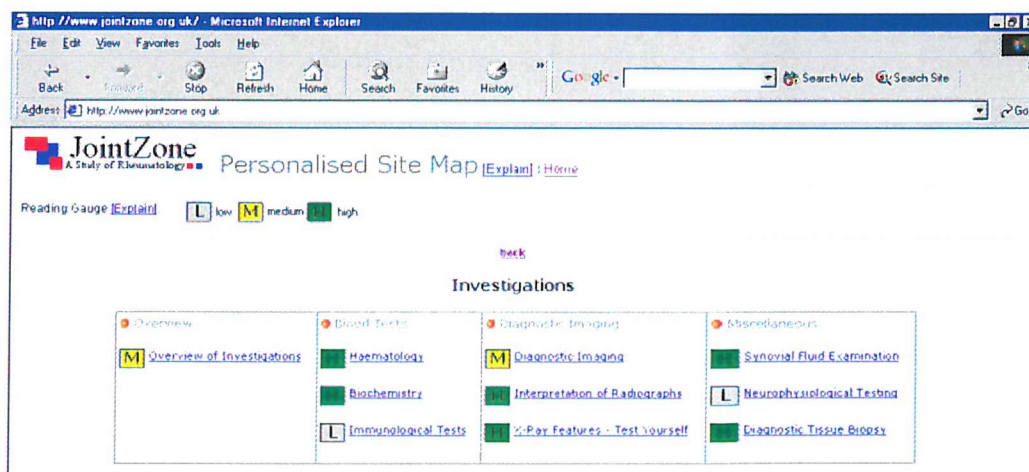 http //www.jointzone org uk/ - Microsoft Internet Explorer
File Edit View Favorites Tools Help
Back Forward Stop Refresh Home Search Favorites History » Google Search Web Search Site
Address http://www jointzone org uk Go
JointZone
A Study of Rheumatology
Personalised Site Map [Explain] : Home
Reading Gauge [Explain] L low M medium H high
back
Investigations
Overview Blood Tests Diagnostic Imaging Miscellaneous
M Overview of Investigations H Haematology M Diagnostic Imaging H Synovial Fluid Examination
H Biochemistry H Interpretation of Radiographs L Neurophysiological Testing
L Immunological Tests H X-Ray Features - Test Yourself H Diagnostic Tissue Biopsy